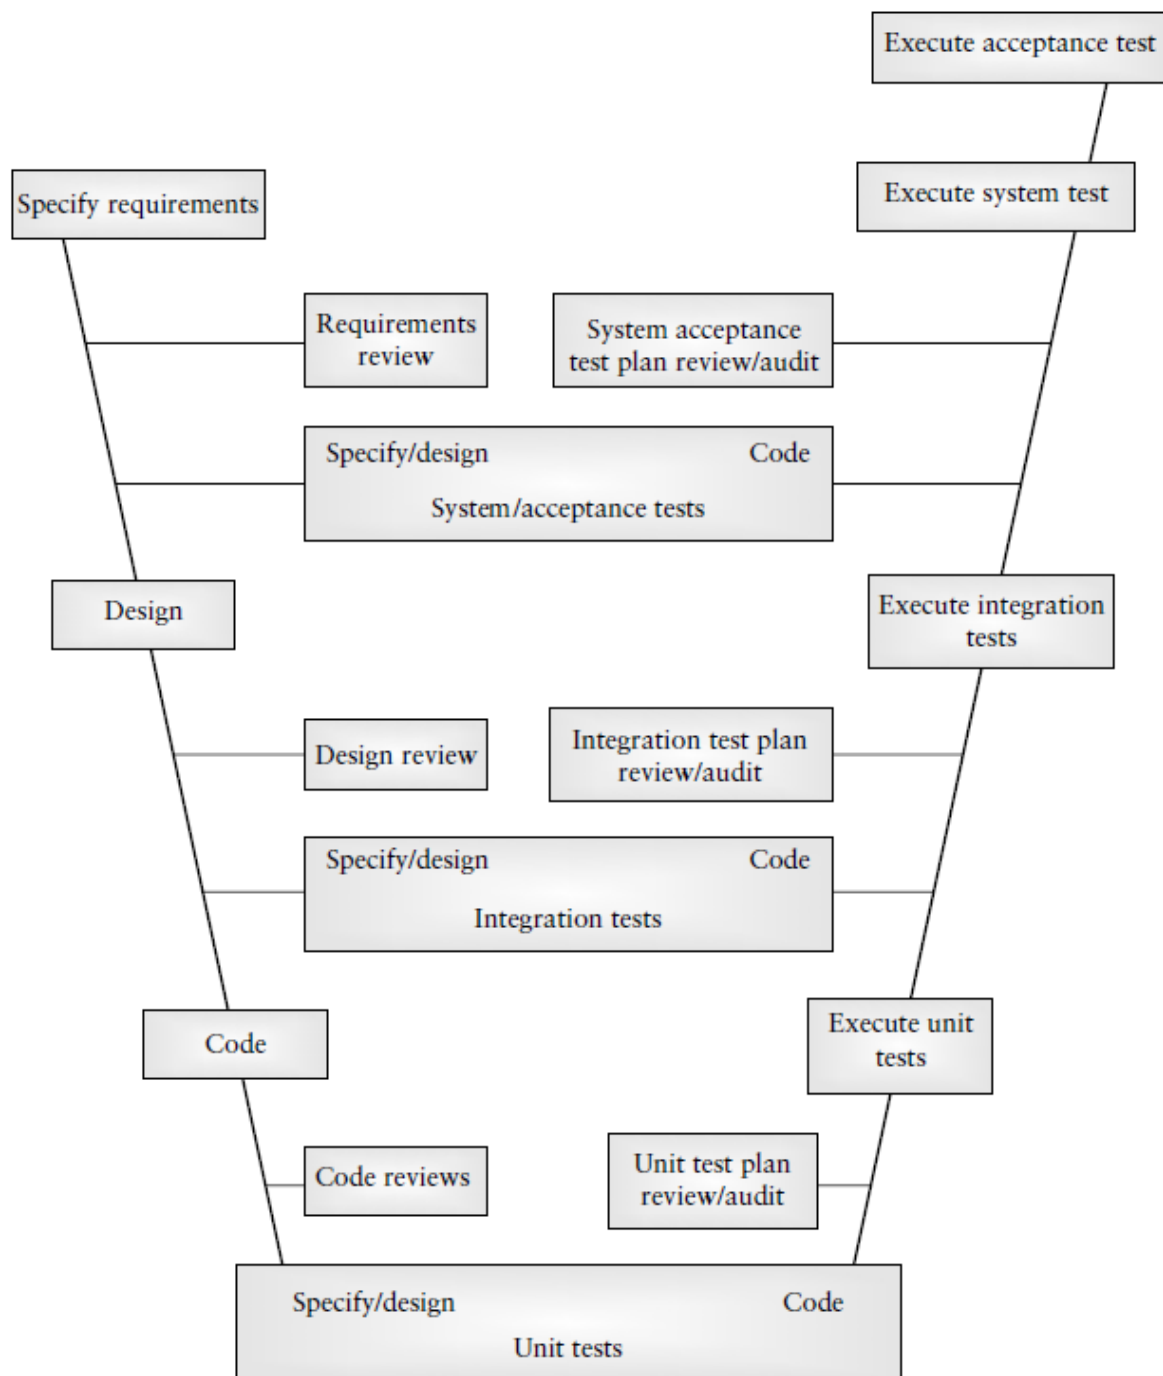 Execute acceptance test
Execute system test
Specify requirements
Requirements
review
System acceptance
test plan review/audit
Specify/design Code
System/acceptance tests
Design
Execute integration
tests
Design review
Integration test plan
review/audit
Specify/design Code
Integration tests
Code
Execute unit
tests
Code reviews
Unit test plan
review/audit
Specify/design Code
Unit tests